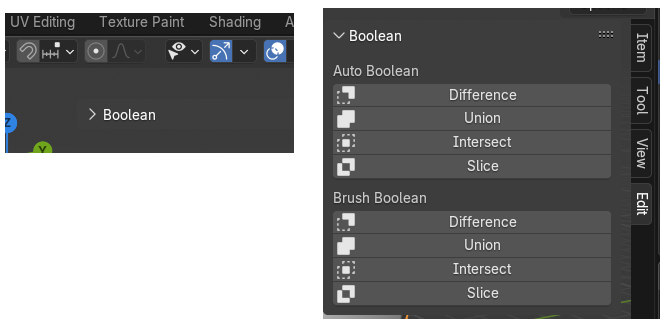 UV Editing Texture Paint Shading A
Boolean
Z
Y
Boolean
Auto Boolean
Difference
Union
Intersect
Slice
Brush Boolean
Difference
Union
Intersect
Slice
Item
Tool
View
Edit